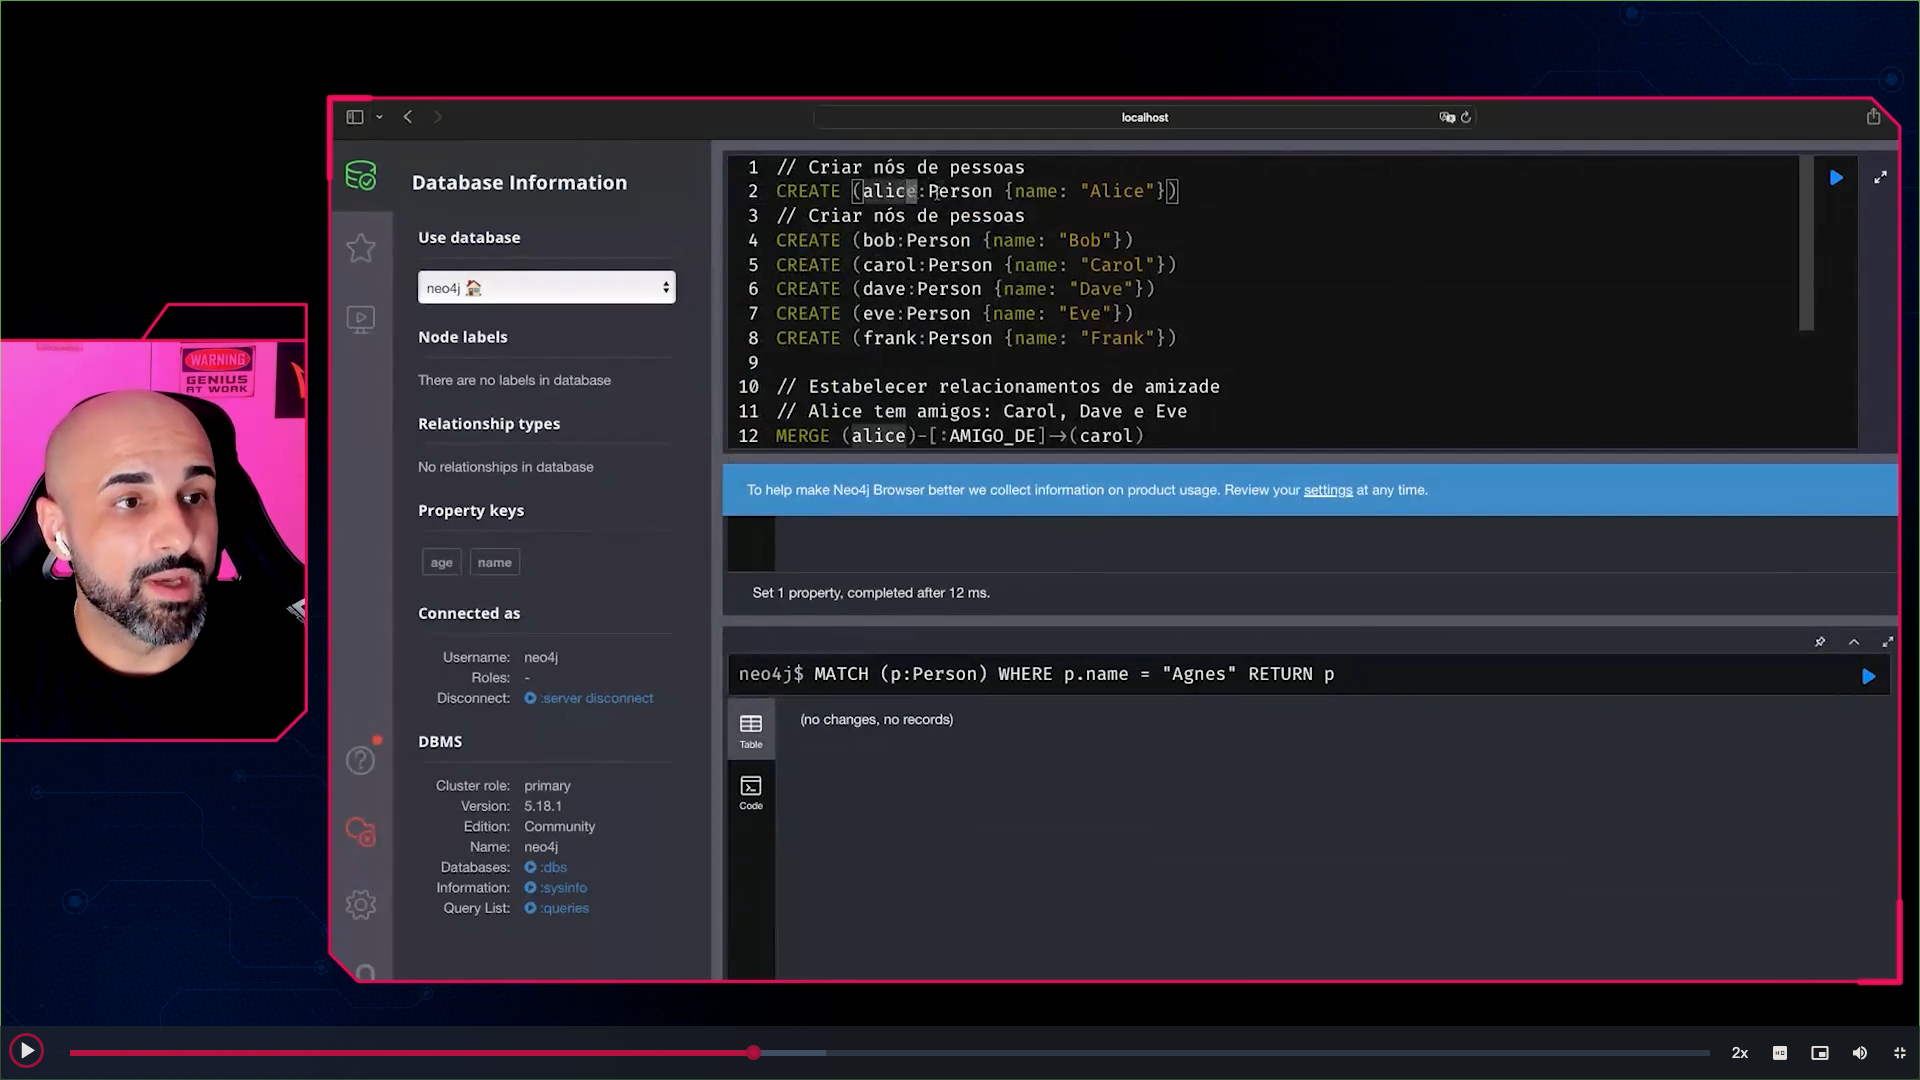 localhost
Database Information
Use database
neo4j
Node labels
There are no labels in database
Relationship types
No relationships in database
Property keys
age name
Connected as
Username: neo4j
Roles: -
Disconnect: :server disconnect
DBMS
Cluster role: primary
Version: 5.18.1
Edition: Community
Name: neo4j
Databases: :dbs
Information: :sysinfo
Query List: :queries
1 // Criar nós de pessoas
2 CREATE (alice:Person {name: "Alice"})
3 // Criar nós de pessoas
4 CREATE (bob:Person {name: "Bob"})
5 CREATE (carol:Person {name: "Carol"})
6 CREATE (dave:Person {name: "Dave"})
7 CREATE (eve:Person {name: "Eve"})
8 CREATE (frank:Person {name: "Frank"})
9
10 // Estabelecer relacionamentos de amizade
11 // Alice tem amigos: Carol, Dave e Eve
12 MERGE (alice)-[:AMIGO_DE]->(carol)
To help make Neo4j Browser better we collect information on product usage. Review your settings at any time.
Set 1 property, completed after 12 ms.
neo4j$ MATCH (p:Person) WHERE p.name = "Agnes" RETURN p
Table
(no changes, no records)
Code
WARNING
GENIUS
AT WORK
2x
HD